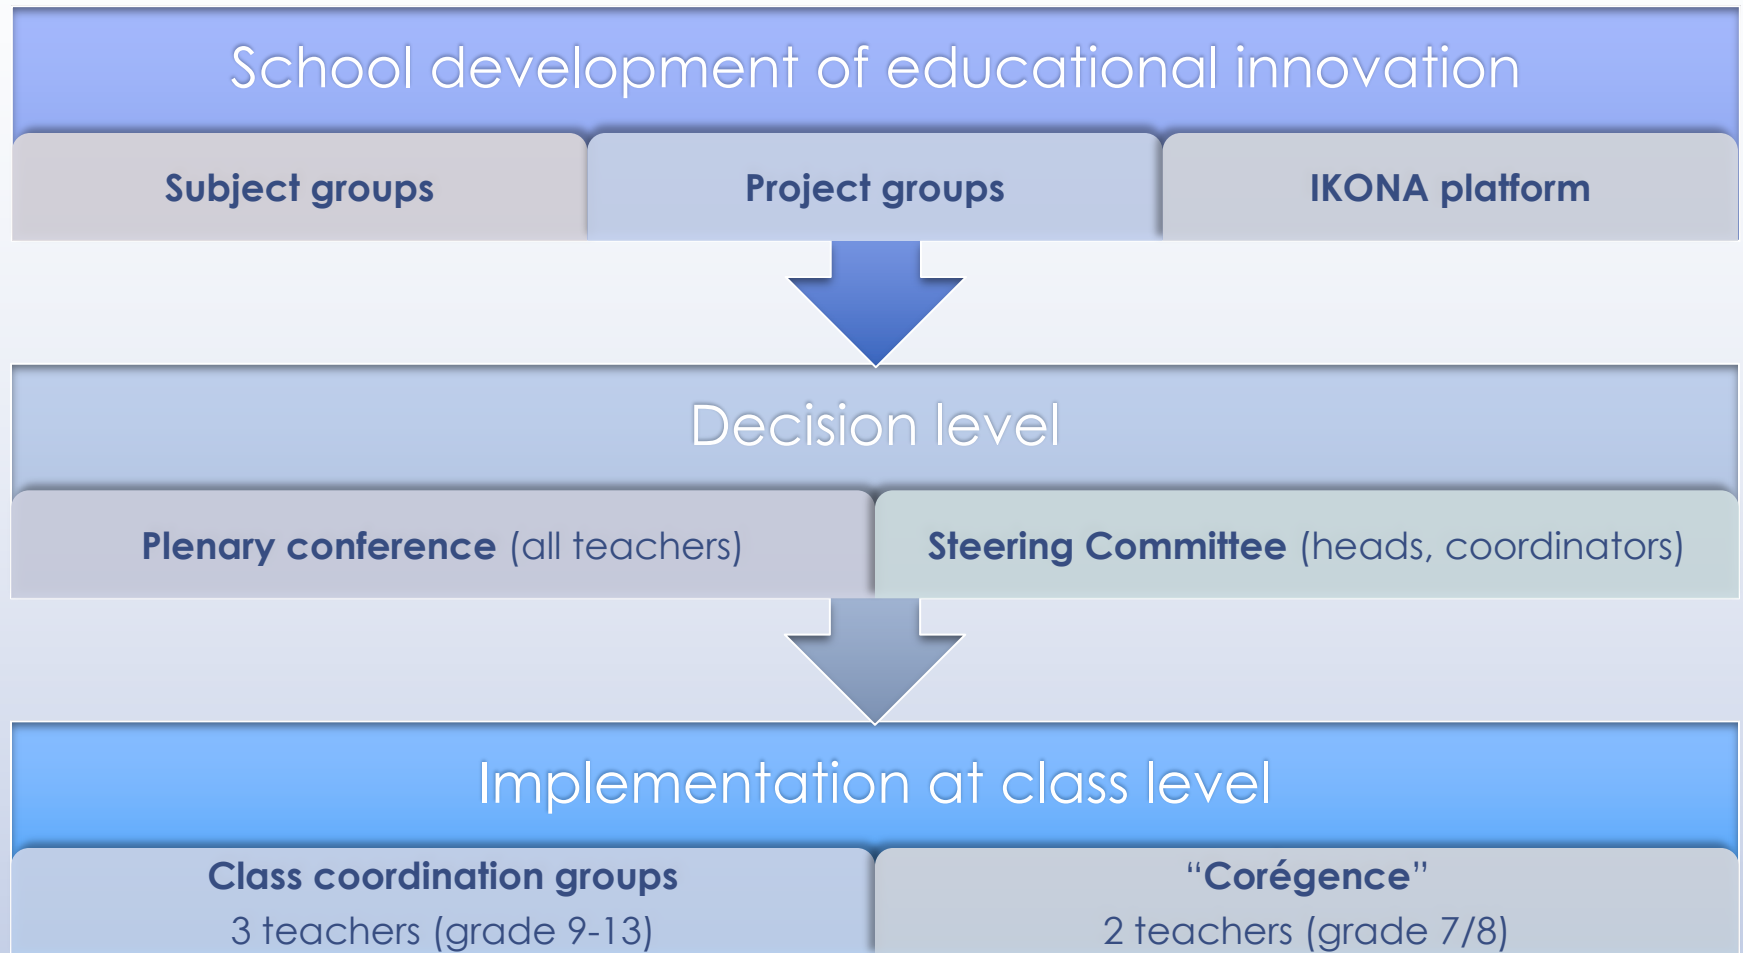 School development of educational innovation
Subject groups
Project groups
IKONA platform
Decision level
Plenary conference (all teachers)
Steering Committee (heads, coordinators)
Implementation at class level
Class coordination groups
3 teachers (grade 9-13)
“Corégence”
2 teachers (grade 7/8)